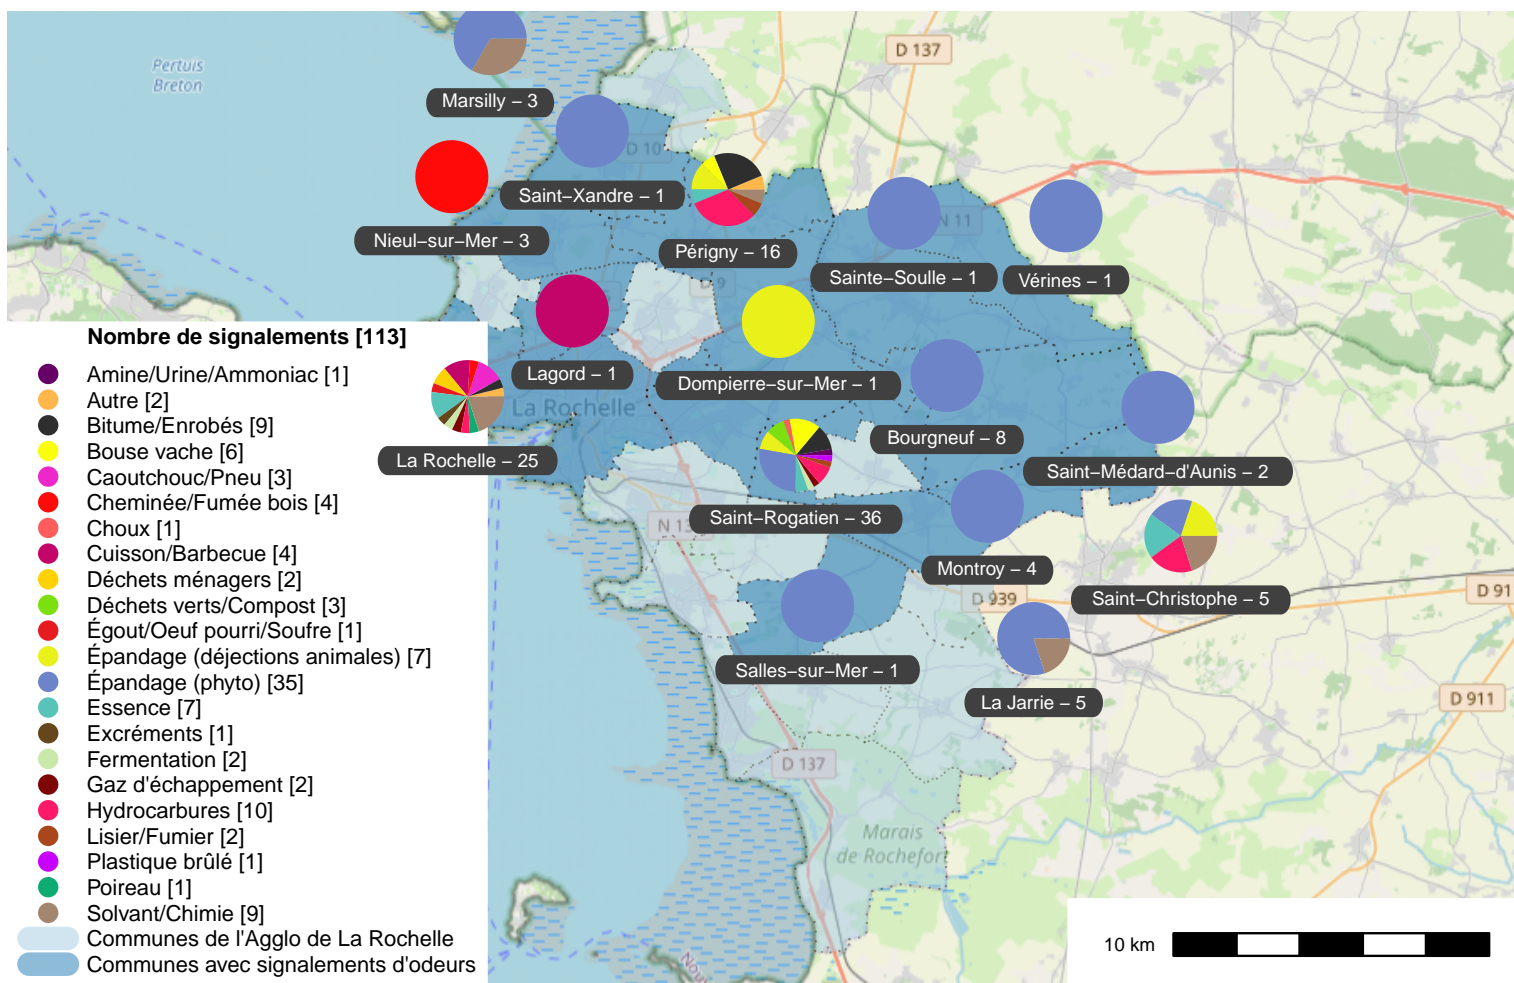 Pertuis
Breton
D 137
Marsilly – 3
D 10
Saint–Xandre – 1
Nieul–sur–Mer – 3
Périgny – 16
N 11
Sainte–Soulle – 1
Vérines – 1
D 9
Lagord – 1
Dompierre–sur–Mer – 1
La Rochelle
La Rochelle – 25
Bourgneuf – 8
Saint–Médard–d'Aunis – 2
Saint–Rogatien – 36
N 13
Montroy – 4
D 939
Saint–Christophe – 5
D 91
Salles–sur–Mer – 1
La Jarrie – 5
D 911
D 137
Marais
de Rochefort
Nombre de signalements [113]
Amine/Urine/Ammoniac [1]
Autre [2]
Bitume/Enrobés [9]
Bouse vache [6]
Caoutchouc/Pneu [3]
Cheminée/Fumée bois [4]
Choux [1]
Cuisson/Barbecue [4]
Déchets ménagers [2]
Déchets verts/Compost [3]
Égout/Oeuf pourri/Soufre [1]
Épandage (déjections animales) [7]
Épandage (phyto) [35]
Essence [7]
Excréments [1]
Fermentation [2]
Gaz d'échappement [2]
Hydrocarbures [10]
Lisier/Fumier [2]
Plastique brûlé [1]
Poireau [1]
Solvant/Chimie [9]
Communes de l'Agglo de La Rochelle
Communes avec signalements d'odeurs
10 km